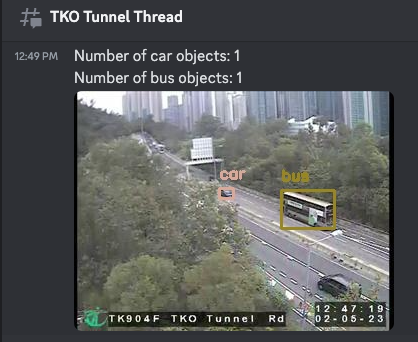 TKO Tunnel Thread
12:49 PM
Number of car objects: 1
Number of bus objects: 1
car
bus
TK904F TKO Tunnel Rd
12:47:19
02-05-23